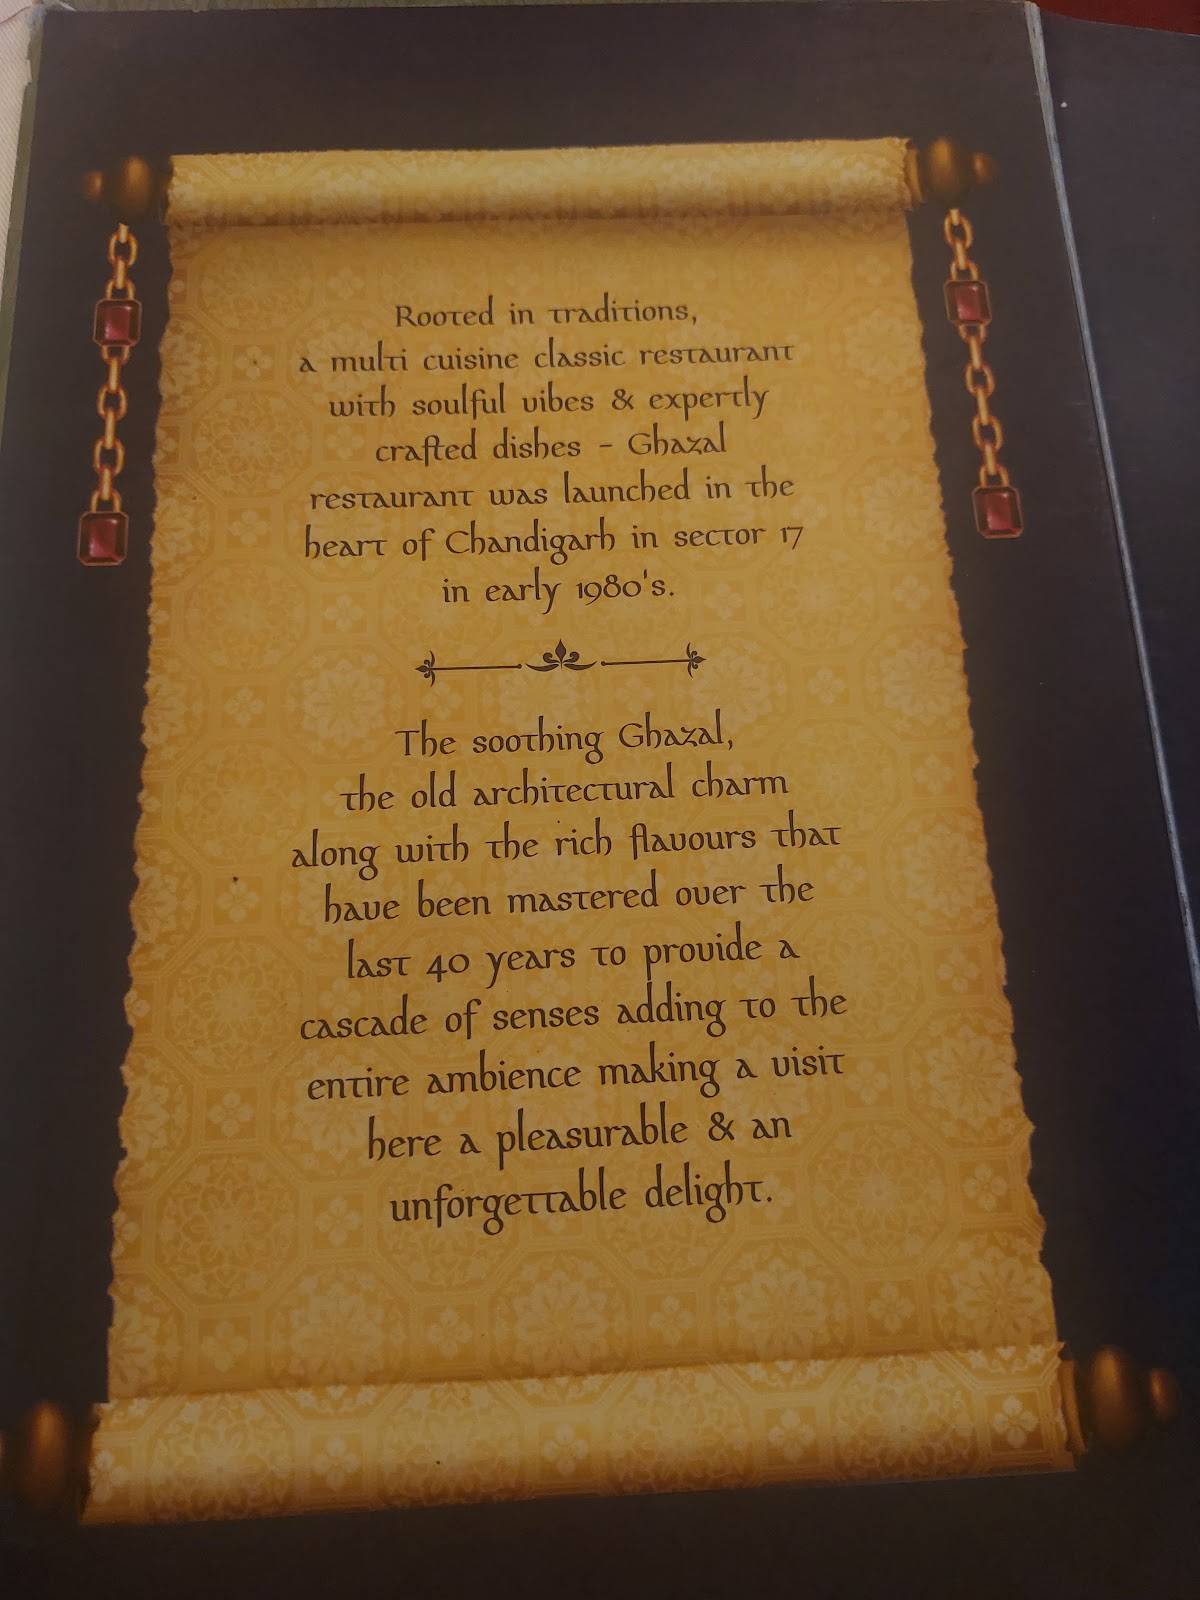 Rooted in traditions,
a multi cuisine classic restaurant
with soulful vibes & expertly
crafted dishes - Ghazal
restaurant was launched in the
heart of Chandigarh in sector 17
in early 1980's.
The soothing Ghazal,
the old architectural charm
along with the rich flavours that
have been mastered over the
last 40 years to provide a
cascade of senses adding to the
entire ambience making a visit
here a pleasurable & an
unforgettable delight.